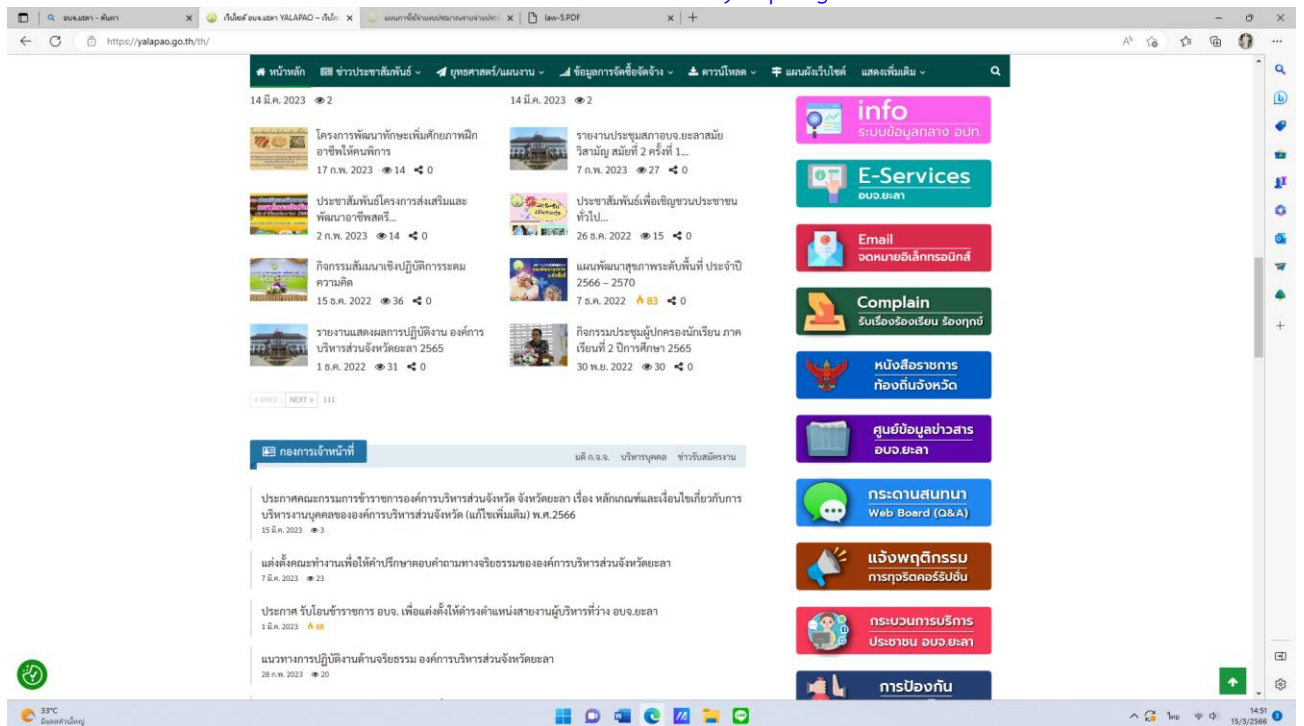 อบจ.ยะลา - ค้นหา
law-5.PDF
https://yalapao.go.th/th/
หน้าหลัก ข่าวประชาสัมพันธ์ ยุทธศาสตร์/แผนงาน ข้อมูลการจัดซื้อจัดจ้าง ดาวน์โหลด แผนผังเว็บไซต์ แสดงเพิ่มเติม
14 มี.ค. 2023 2
14 มี.ค. 2023 2
โครงการพัฒนาทักษะเพิ่มศักยภาพฝึก
อาชีพให้คนพิการ
17 ก.พ. 2023 14 0
รายงานประชุมสภาอบจ.ยะลาสมัย
วิสามัญ สมัยที่ 2 ครั้งที่ 1...
7 ก.พ. 2023 27 0
ประชาสัมพันธ์โครงการส่งเสริมและ
พัฒนาอาชีพสตรี...
2 ก.พ. 2023 14 0
ประชาสัมพันธ์เพื่อเชิญชวนประชาชน
ทั่วไป...
26 ธ.ค. 2022 15 0
กิจกรรมสัมมนาเชิงปฏิบัติการระดม
ความคิด
15 ธ.ค. 2022 36 0
แผนพัฒนาสุขภาพระดับพื้นที่ ประจำปี
2566 – 2570
7 ธ.ค. 2022 83 0
รายงานแสดงผลการปฏิบัติงาน องค์การ
บริหารส่วนจังหวัดยะลา 2565
1 ธ.ค. 2022 31 0
กิจกรรมประชุมผู้ปกครองนักเรียน ภาค
เรียนที่ 2 ปีการศึกษา 2565
30 พ.ย. 2022 30 0
PREV NEXT 111
กองการเจ้าหน้าที่
มติ ก.จ.จ. บริหารบุคคล ข่าวรับสมัครงาน
ประกาศคณะกรรมการข้าราชการองค์การบริหารส่วนจังหวัด จังหวัดยะลา เรื่อง หลักเกณฑ์และเงื่อนไขเกี่ยวกับการ
บริหารงานบุคคลขององค์การบริหารส่วนจังหวัด (แก้ไขเพิ่มเติม) พ.ศ.2566
15 มี.ค. 2023 3
แต่งตั้งคณะทำงานเพื่อให้คำปรึกษาตอบคำถามทางจริยธรรมขององค์การบริหารส่วนจังหวัดยะลา
7 มี.ค. 2023 23
ประกาศ รับโอนข้าราชการ อบจ. เพื่อแต่งตั้งให้ดำรงตำแหน่งสายงานผู้บริหารที่ว่าง อบจ.ยะลา
1 มี.ค. 2023 68
แนวทางการปฏิบัติงานด้านจริยธรรม องค์การบริหารส่วนจังหวัดยะลา
28 ก.พ. 2023 20
info
ระบบข้อมูลกลาง อปท.
E-Services
อบจ.ยะลา
Email
จดหมายอิเล็กทรอนิกส์
Complain
รับเรื่องร้องเรียน ร้องทุกข์
หนังสือราชการ
ท้องถิ่นจังหวัด
ศูนย์ข้อมูลข่าวสาร
อบจ.ยะลา
กระดานสนทนา
Web Board (Q&A)
แจ้งพฤติกรรม
การทุจริตคอร์รัปชั่น
กระบวนการบริการ
ประชาชน อบจ.ยะลา
การป้องกัน
33°C
มีแดดส่วนใหญ่
ไทย
14:51
15/3/2566